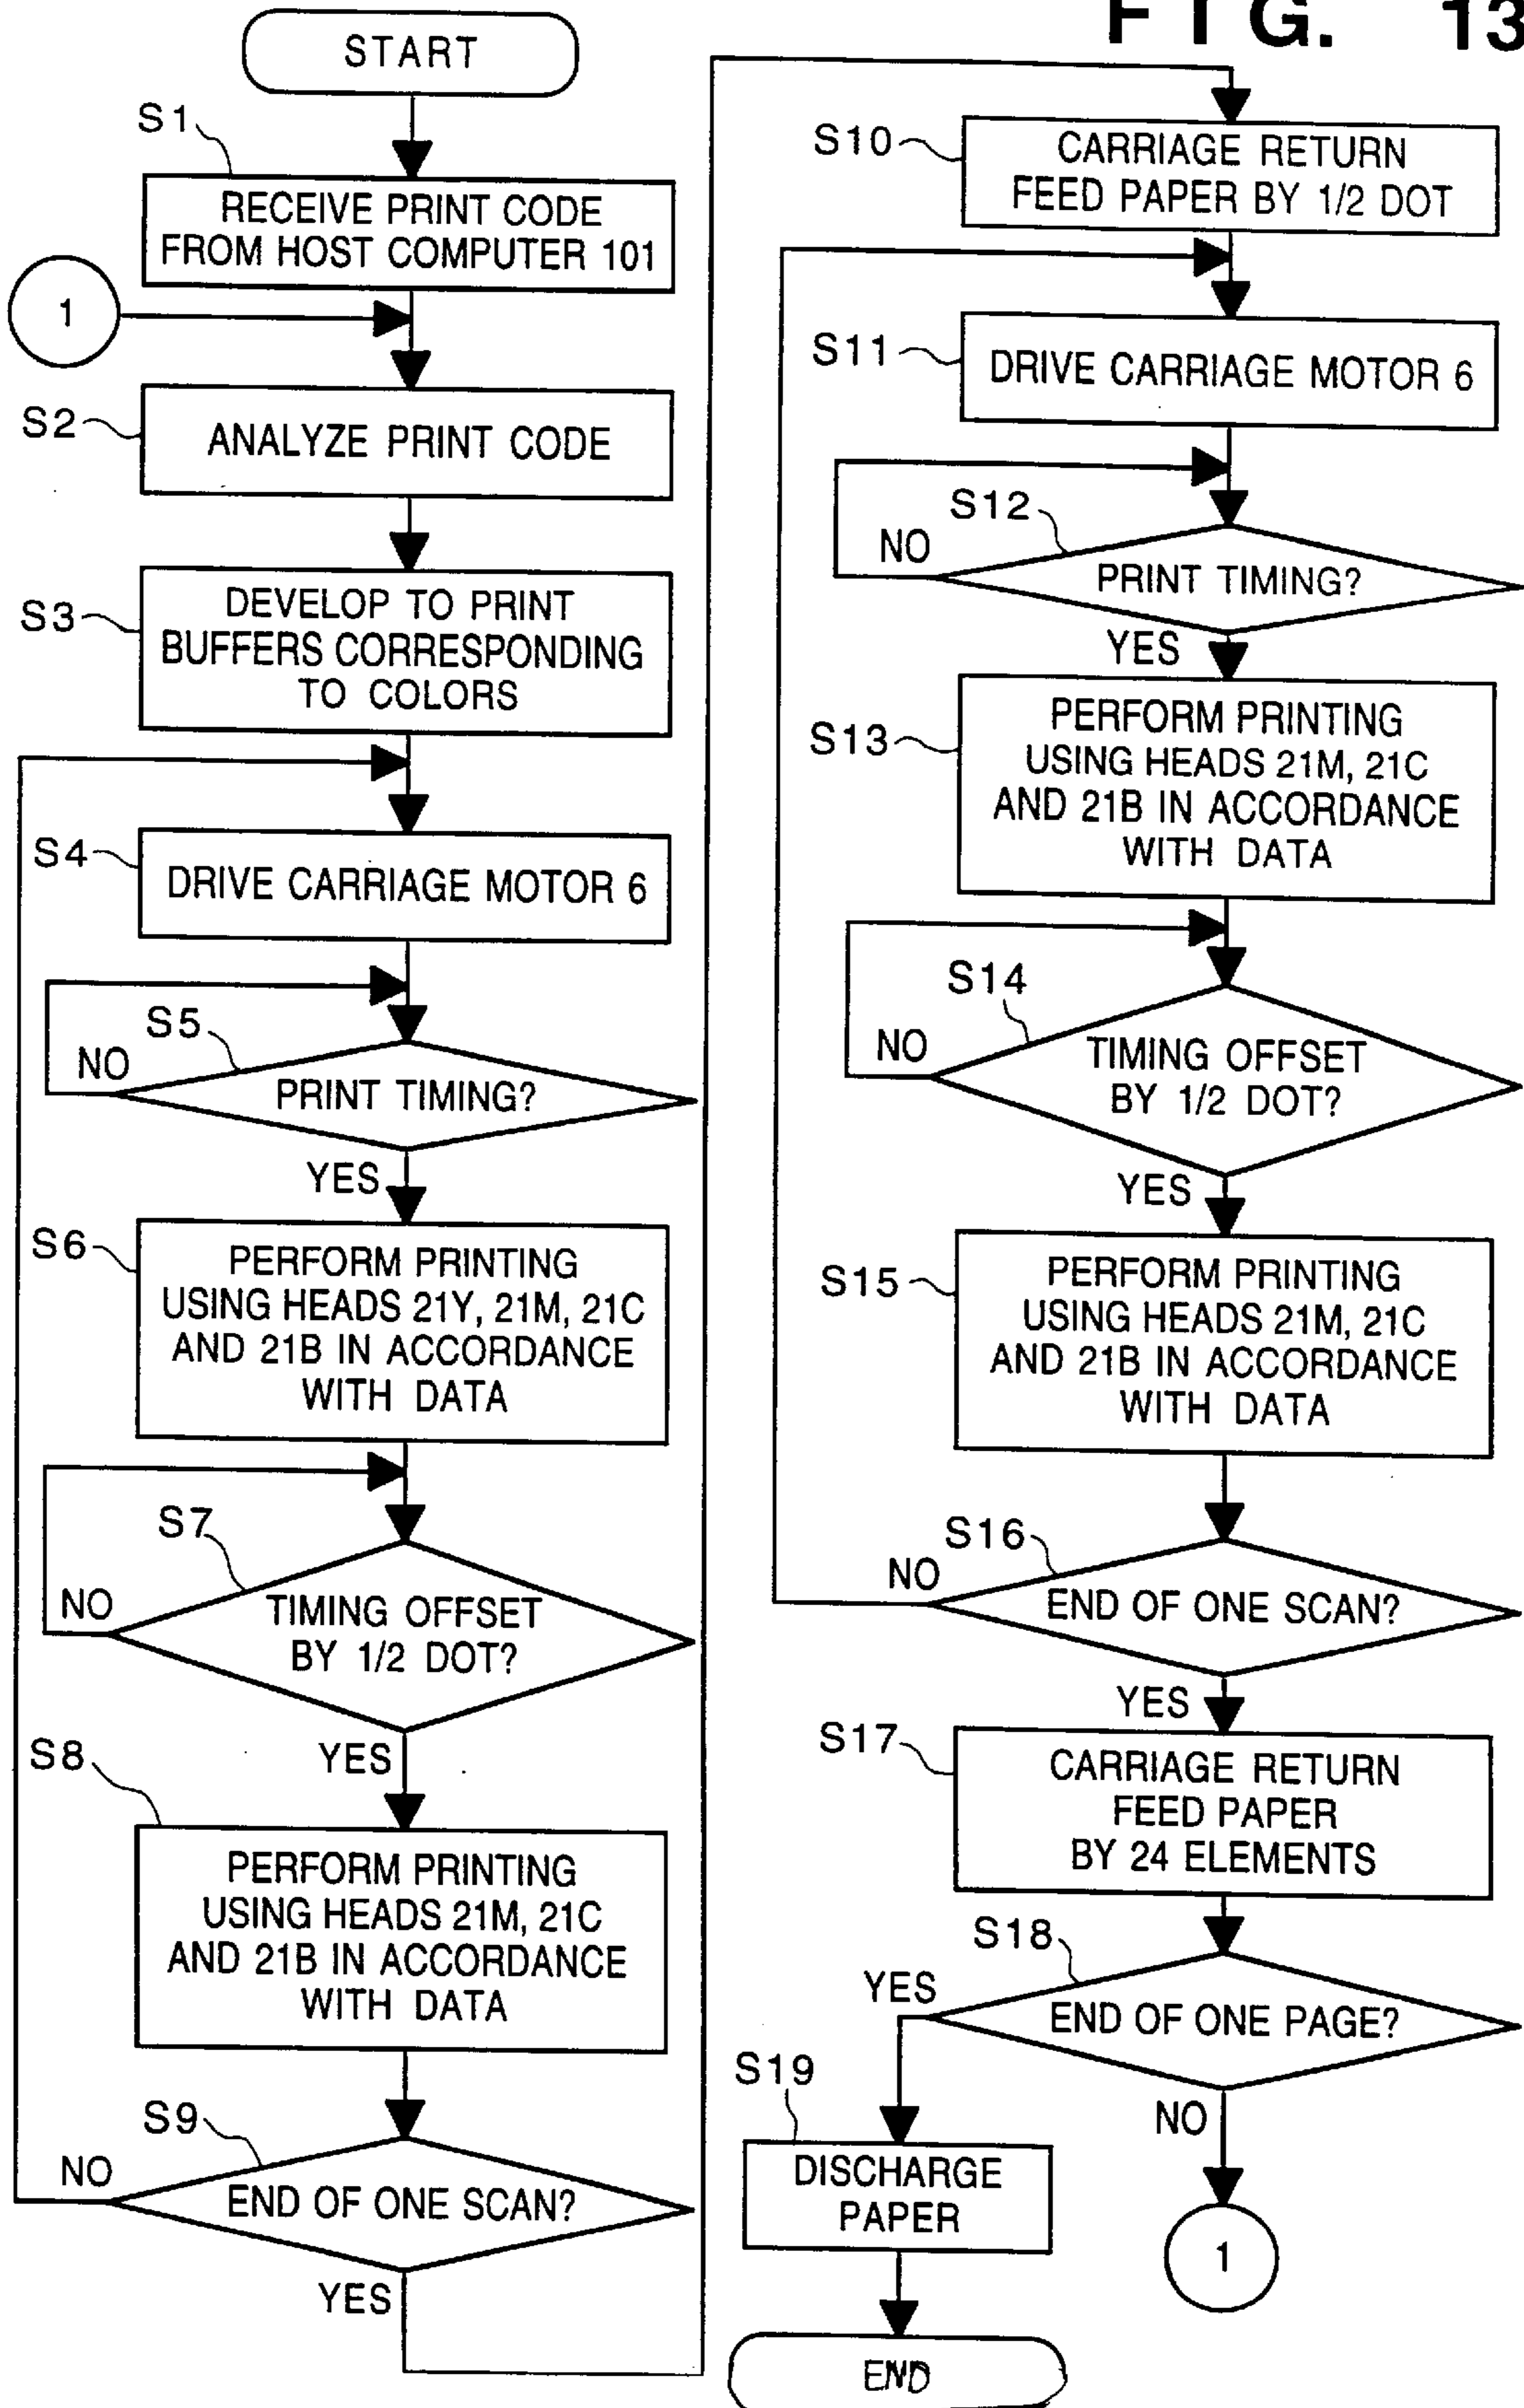 FIG. 13
START
S1
RECEIVE PRINT CODE
FROM HOST COMPUTER 101
1
S2
ANALYZE PRINT CODE
S3
DEVELOP TO PRINT
BUFFERS CORRESPONDING
TO COLORS
S4
DRIVE CARRIAGE MOTOR 6
S5
NO
PRINT TIMING?
YES
S6
PERFORM PRINTING
USING HEADS 21Y, 21M, 21C
AND 21B IN ACCORDANCE
WITH DATA
S7
NO
TIMING OFFSET
BY 1/2 DOT?
YES
S8
PERFORM PRINTING
USING HEADS 21M, 21C
AND 21B IN ACCORDANCE
WITH DATA
S9
NO
END OF ONE SCAN?
YES
S10
CARRIAGE RETURN
FEED PAPER BY 1/2 DOT
S11
DRIVE CARRIAGE MOTOR 6
S12
NO
PRINT TIMING?
YES
S13
PERFORM PRINTING
USING HEADS 21M, 21C
AND 21B IN ACCORDANCE
WITH DATA
S14
NO
TIMING OFFSET
BY 1/2 DOT?
YES
S15
PERFORM PRINTING
USING HEADS 21M, 21C
AND 21B IN ACCORDANCE
WITH DATA
S16
NO
END OF ONE SCAN?
YES
S17
CARRIAGE RETURN
FEED PAPER
BY 24 ELEMENTS
S18
YES
END OF ONE PAGE?
NO
S19
DISCHARGE
PAPER
1
END